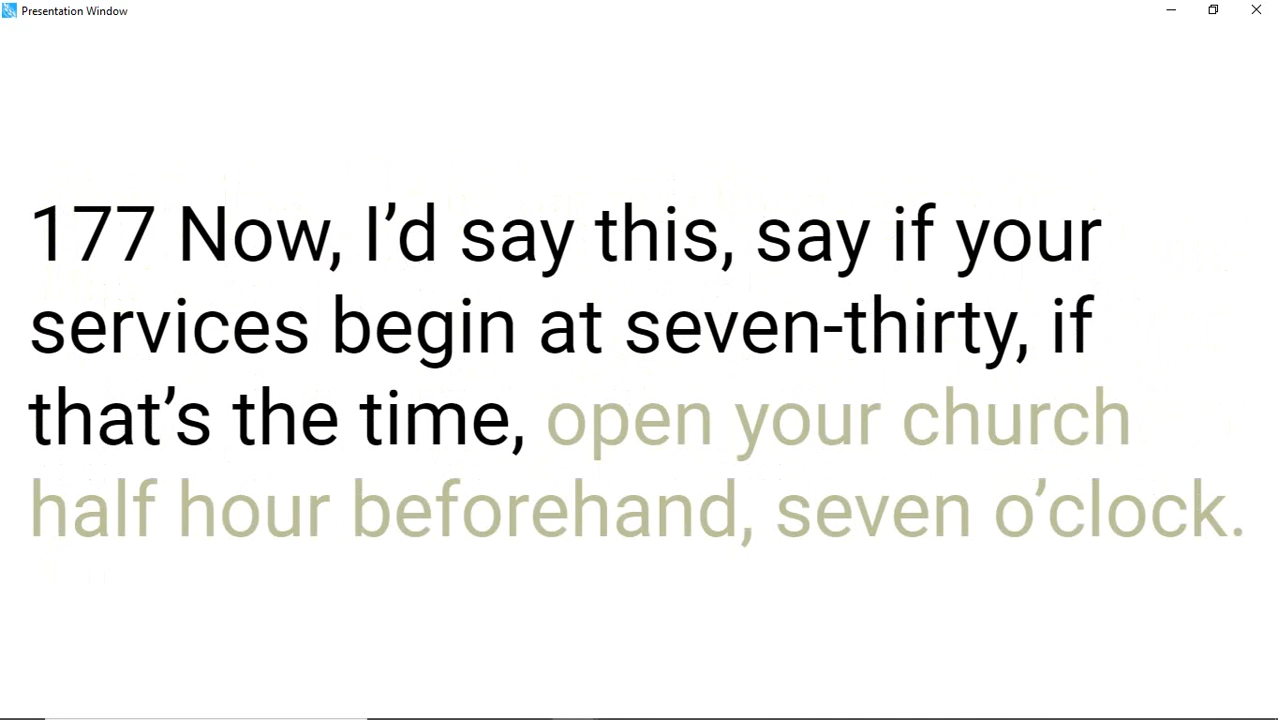 Presentation Window
177 Now, I’d say this, say if your
services begin at seven-thirty, if
that’s the time, open your church
half hour beforehand, seven o’clock.